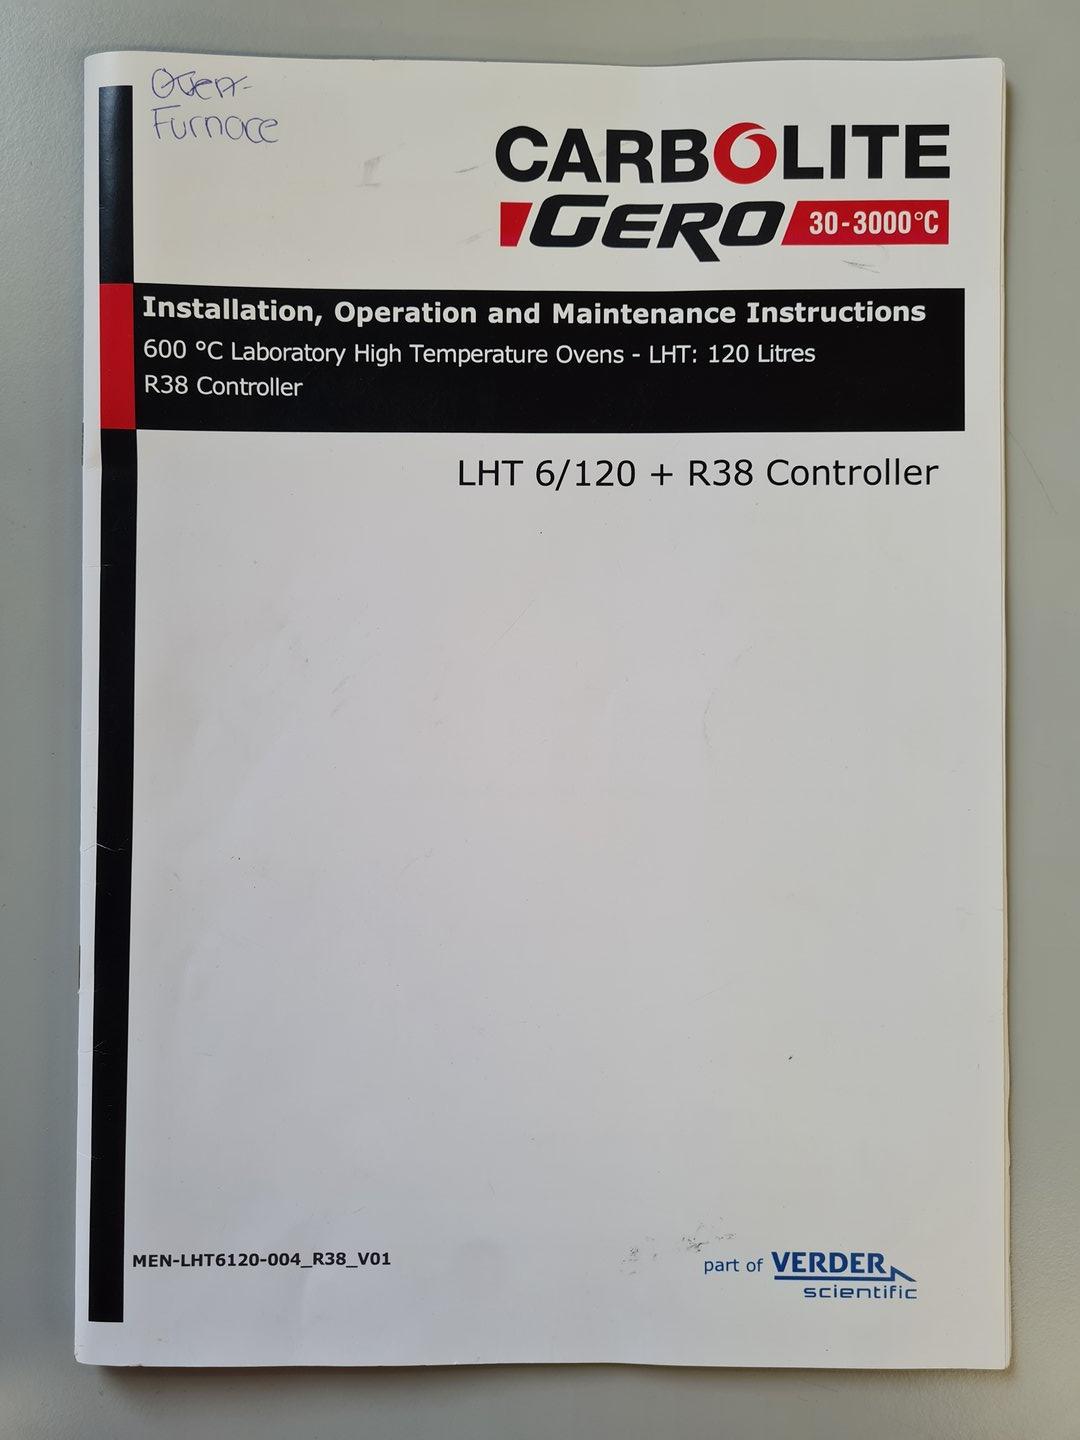 Oven-
Furnace
CARBOLITE
GERO 30-3000°C
Installation, Operation and Maintenance Instructions
600 °C Laboratory High Temperature Ovens - LHT: 120 Litres
R38 Controller
LHT 6/120 + R38 Controller
MEN-LHT6120-004_R38_V01
part of VERDER
scientific